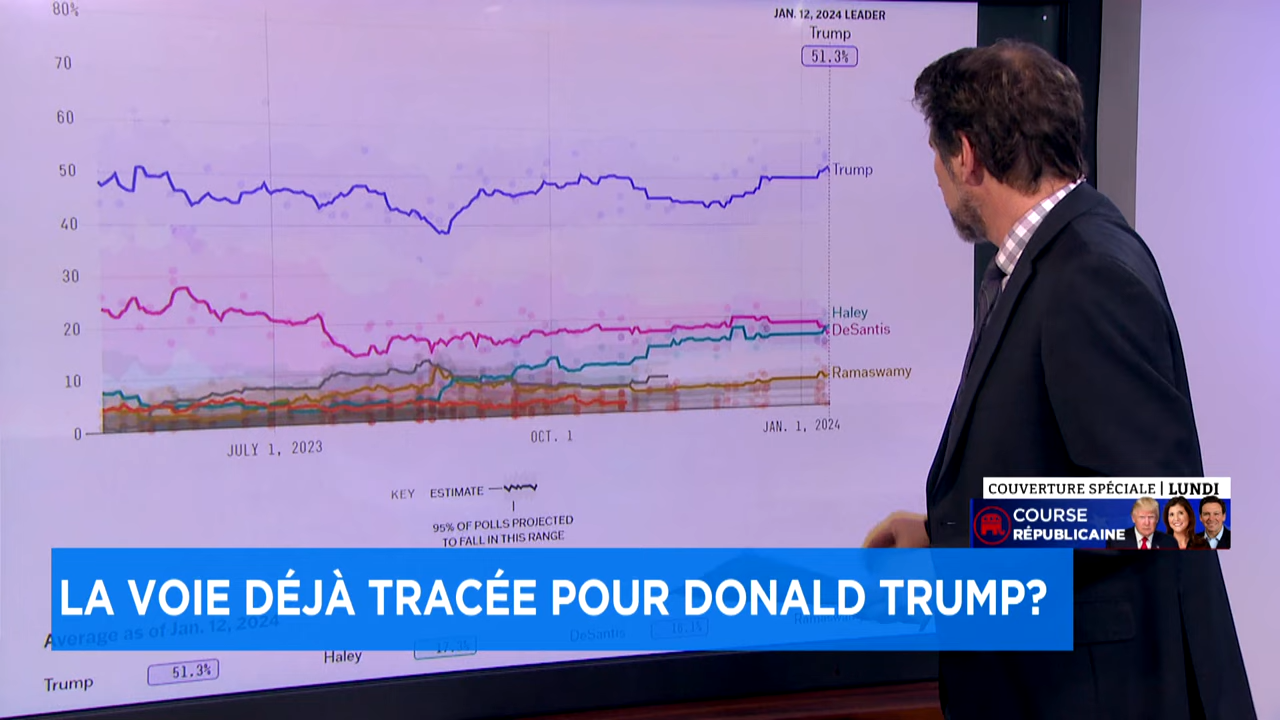 80%
JAN. 12, 2024 LEADER
Trump
51.3%
70
60
50
Trump
40
30
Haley
20
DeSantis
10
Ramaswamy
0
JULY 1, 2023
OCT. 1
JAN. 1, 2024
KEY ESTIMATE
95% OF POLLS PROJECTED
TO FALL IN THIS RANGE
COUVERTURE SPÉCIALE | LUNDI
COURSE
RÉPUBLICAINE
LA VOIE DÉJÀ TRACÉE POUR DONALD TRUMP?
Average as of Jan. 12, 2024
Trump
51.3%
Haley
DeSantis